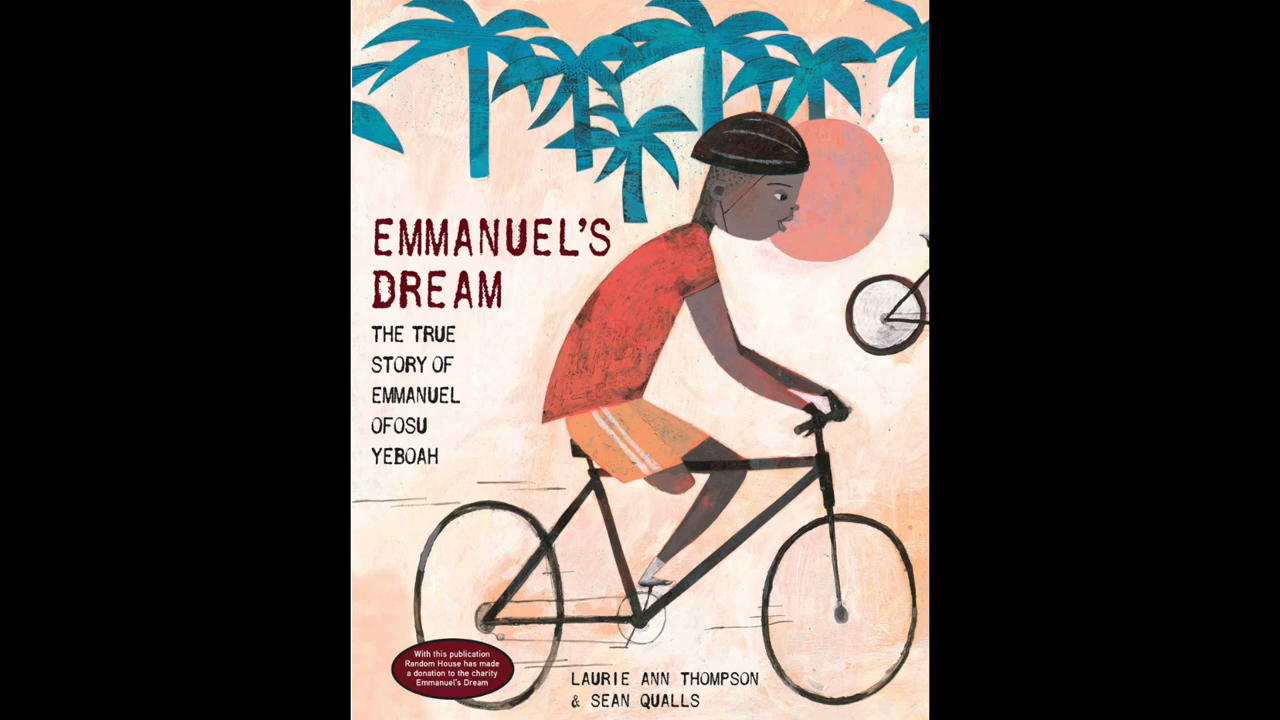 EMMANUEL'S
DREAM
THE TRUE
STORY OF
EMMANUEL
OFOSU
YEBOAH
With this publication
Random House has made
a donation to the charity
Emmanuel's Dream
LAURIE ANN THOMPSON
& SEAN QUALLS